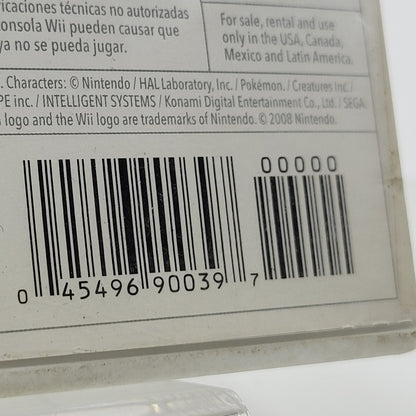 ricaciones técnicas no autorizadas
consola Wii pueden causar que
ya no se pueda jugar.
For sale, rental and use
only in the USA, Canada,
Mexico and Latin America.
Characters: © Nintendo / HAL Laboratory, Inc. / Pokémon. / Creatures Inc. /
PE inc. / INTELLIGENT SYSTEMS / Konami Digital Entertainment Co., Ltd. / SEGA
logo and the Wii logo are trademarks of Nintendo. © 2008 Nintendo.
00000
0 45496 90039 7